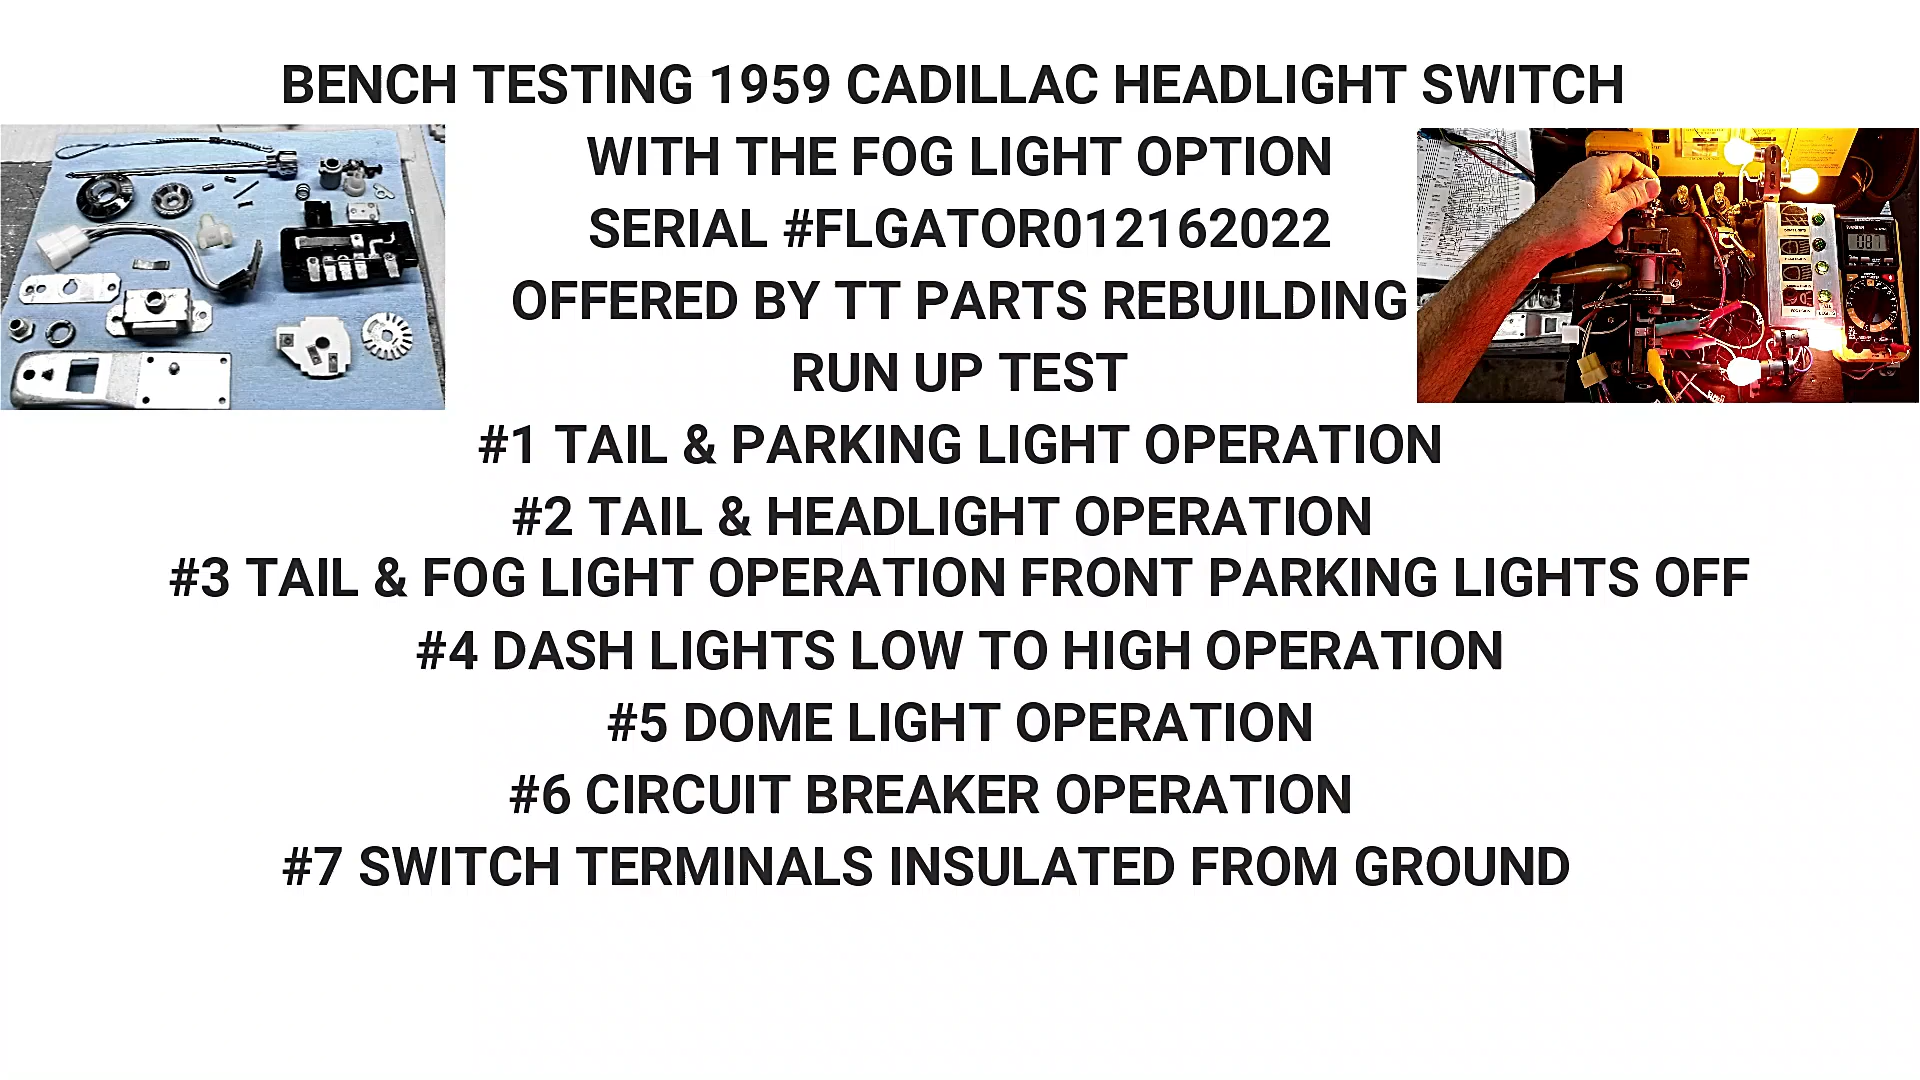 BENCH TESTING 1959 CADILLAC HEADLIGHT SWITCH
WITH THE FOG LIGHT OPTION
SERIAL #FLGATOR012162022
OFFERED BY TT PARTS REBUILDING
RUN UP TEST
#1 TAIL & PARKING LIGHT OPERATION
#2 TAIL & HEADLIGHT OPERATION
#3 TAIL & FOG LIGHT OPERATION FRONT PARKING LIGHTS OFF
#4 DASH LIGHTS LOW TO HIGH OPERATION
#5 DOME LIGHT OPERATION
#6 CIRCUIT BREAKER OPERATION
#7 SWITCH TERMINALS INSULATED FROM GROUND